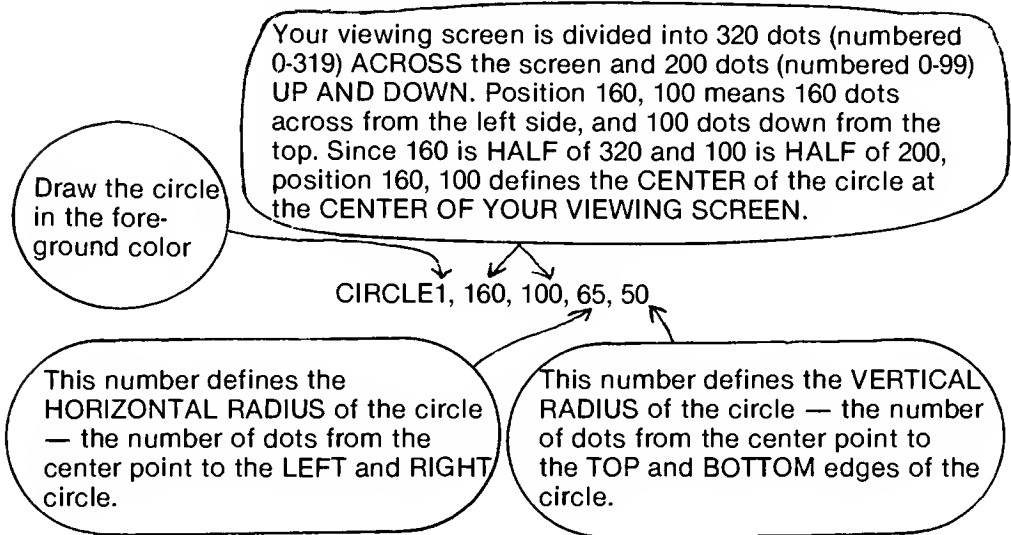 Your viewing screen is divided into 320 dots (numbered
0-319) ACROSS the screen and 200 dots (numbered 0-99)
UP AND DOWN. Position 160, 100 means 160 dots
across from the left side, and 100 dots down from the
top. Since 160 is HALF of 320 and 100 is HALF of 200,
position 160, 100 defines the CENTER of the circle at
the CENTER OF YOUR VIEWING SCREEN.
Draw the circle
in the fore-
ground color
CIRCLE1, 160, 100, 65, 50
This number defines the
HORIZONTAL RADIUS of the circle
— the number of dots from the
center point to the LEFT and RIGHT
circle.
This number defines the VERTICAL
RADIUS of the circle — the number
of dots from the center point to
the TOP and BOTTOM edges of the
circle.